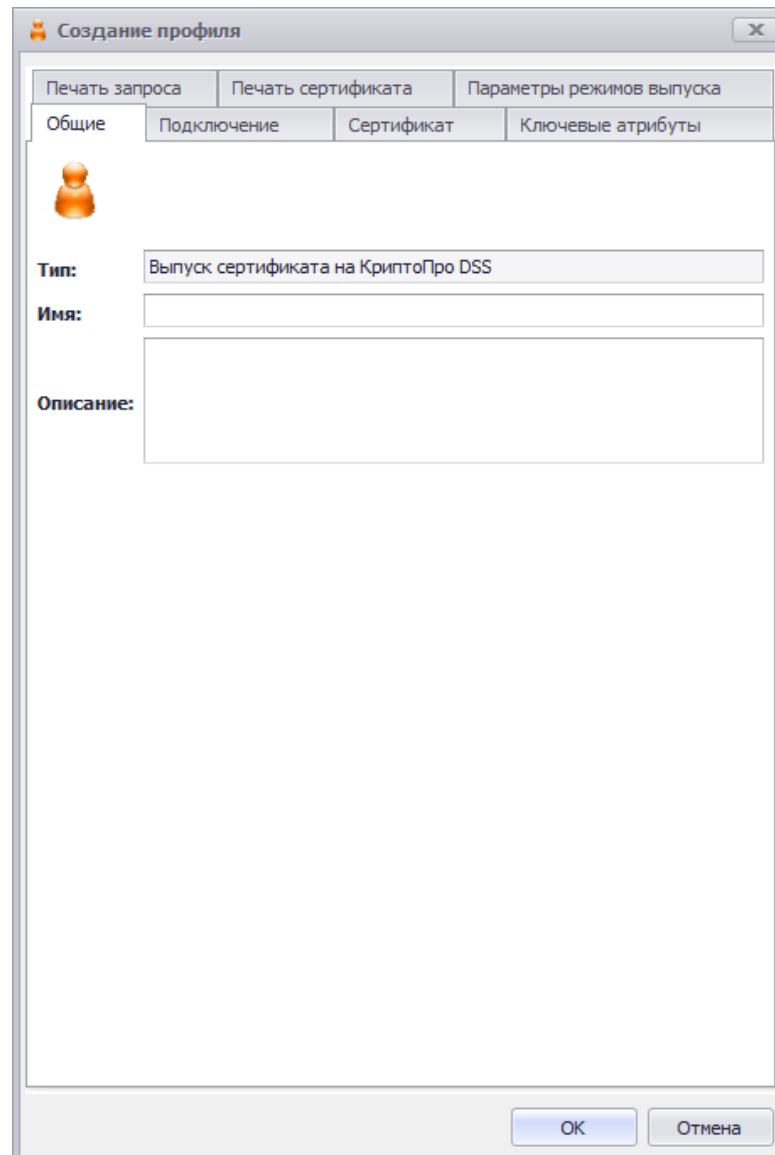 Создание профиля
Печать запроса Печать сертификата Параметры режимов выпуска
Общие Подключение Сертификат Ключевые атрибуты
Тип: Выпуск сертификата на КриптоПро DSS
Имя:
Описание:
OK Отмена